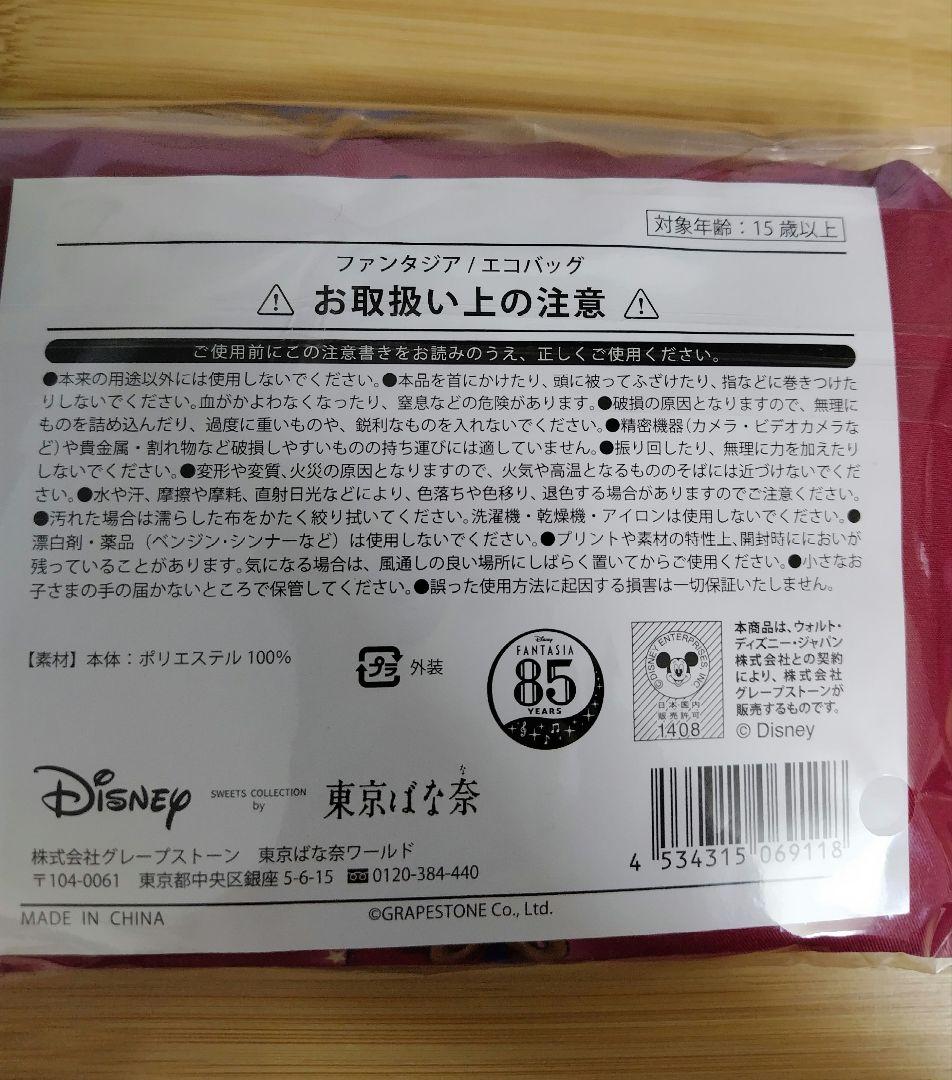 対象年齢：15歳以上
ファンタジア / エコバッグ
お取扱い上の注意
ご使用前にこの注意書きをお読みのうえ、正しくご使用ください。
●本来の用途以外には使用しないでください。●本品を首にかけたり、頭に被ってふざけたり、指などに巻きつけた
りしないでください。血がかよわなくなったり、窒息などの危険があります。●破損の原因となりますので、無理に
ものを詰め込んだり、過度に重いものや、鋭利なものを入れないでください。●精密機器（カメラ・ビデオカメラな
ど）や貴金属・割れ物など破損しやすいものの持ち運びには適していません。●振り回したり、無理に力を加えたり
しないでください。●変形や変質、火災の原因となりますので、火気や高温となるもののそばには近づけないでくだ
さい。●水や汗、摩擦や摩耗、直射日光などにより、色落ちや色移り、退色する場合がありますのでご注意ください。
●汚れた場合は濡らした布をかたく絞り拭いてください。洗濯機・乾燥機・アイロンは使用しないでください。●
漂白剤・薬品（ベンジン・シンナーなど）は使用しないでください。●プリントや素材の特性上、開封時ににおいが
残っていることがあります。気になる場合は、風通しの良い場所にしばらく置いてからご使用ください。●小さなお
子さまの手の届かないところで保管してください。●誤った使用方法に起因する損害は一切保証いたしません。
【素材】本体：ポリエステル 100%
プラ 外装
Disney
FANTASIA
85
YEARS
©DISNEY ENTERPRISES, INC
日本国内
販売許可
1408
本商品は、ウォルト・
ディズニー・ジャパン
株式会社との契約
により、株式会社
グレープストーンが
販売するものです。
© Disney
Disney SWEETS COLLECTION by 東京ばな奈
な
株式会社グレープストーン 東京ばな奈ワールド
〒104-0061 東京都中央区銀座 5-6-15 0120-384-440
4 534315 069118
MADE IN CHINA
©GRAPESTONE Co., Ltd.